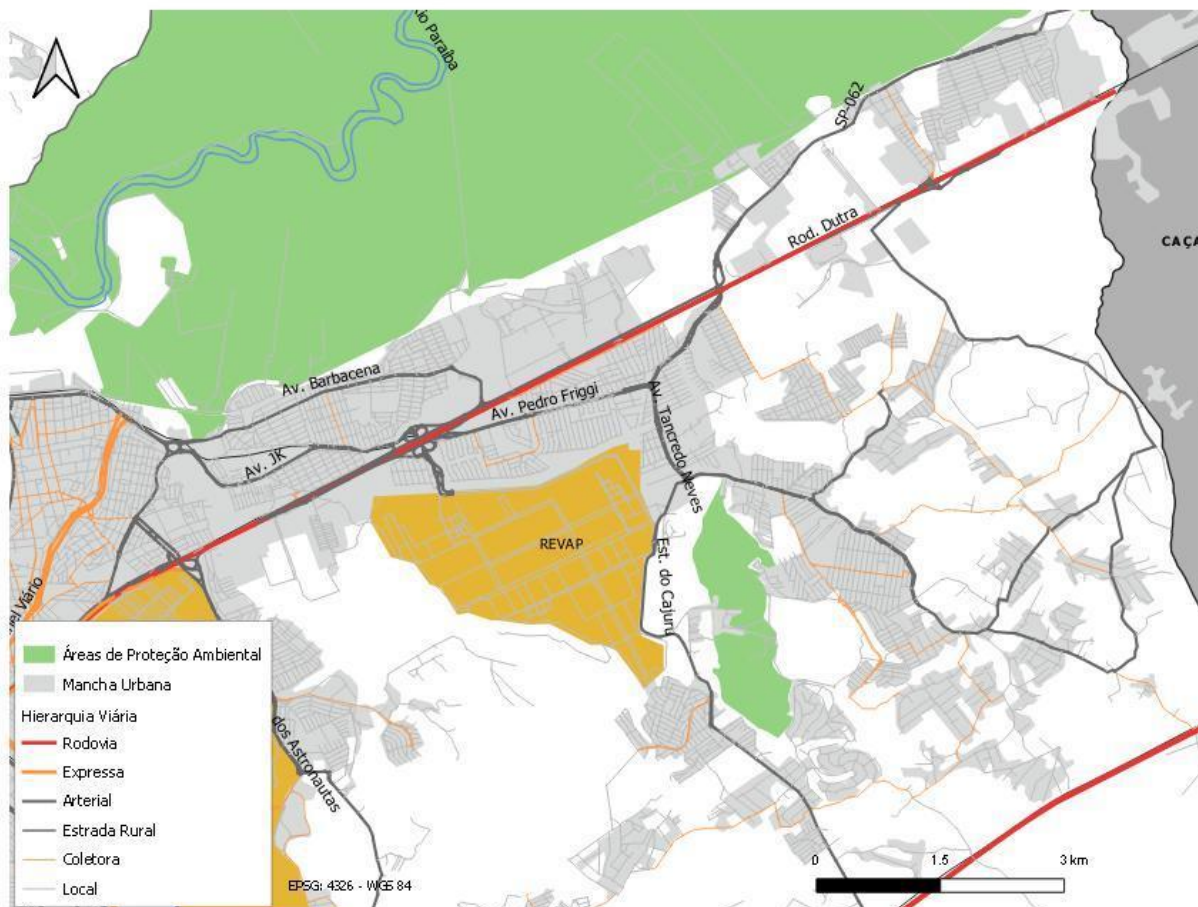 Rio Paraíba
SP-062
Rod. Dutra
CAÇA
Av. Barbacena
Av. Pedro Friggi
Av. JK
Av. Tancredo Neves
REVAP
Est. do Cajuru
nel Viário
dos Astronautas
Áreas de Proteção Ambiental
Mancha Urbana
Hierarquia Viária
Rodovia
Expressa
Arterial
Estrada Rural
Coletora
Local
EPSG: 4326 - WGS 84
0 1.5 3 km